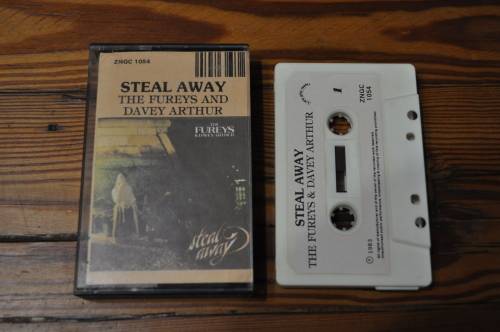 ZNGC 1054
STEAL AWAY
THE FUREYS AND
DAVEY ARTHUR
THE
FUREYS
& DAVEY ARTHUR
steal
away
1
ZNGC
1054
STEAL AWAY
THE FUREYS & DAVEY ARTHUR
℗ 1983